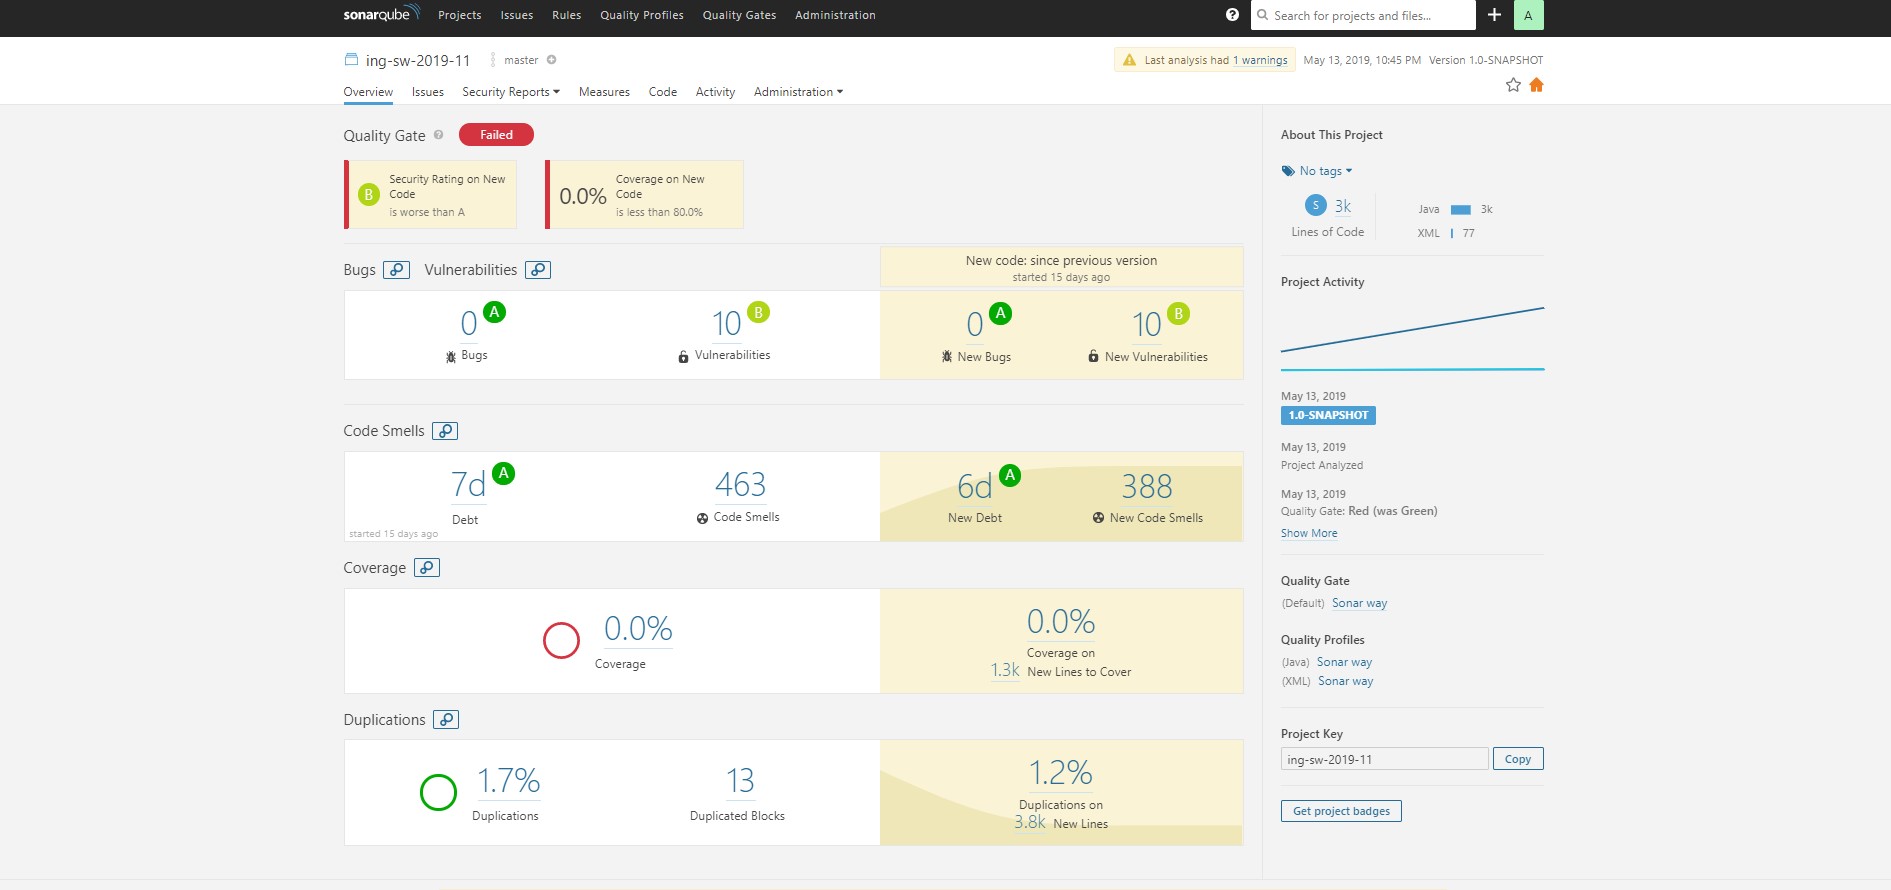 sonarqube Projects Issues Rules Quality Profiles Quality Gates Administration ? Search for projects and files... + A
ing-sw-2019-11 master Last analysis had 1 warnings May 13, 2019, 10:45 PM Version 1.0-SNAPSHOT
Overview Issues Security Reports Measures Code Activity Administration
Quality Gate ? Failed
B Security Rating on New Code
is worse than A
0.0% Coverage on New Code
is less than 80.0%
Bugs Vulnerabilities
New code: since previous version
started 15 days ago
0 A
Bugs
10 B
Vulnerabilities
0 A
New Bugs
10 B
New Vulnerabilities
Code Smells
7d A
Debt
463
Code Smells
started 15 days ago
6d A
New Debt
388
New Code Smells
Coverage
0.0%
Coverage
0.0%
Coverage on
1.3k New Lines to Cover
Duplications
1.7%
Duplications
13
Duplicated Blocks
1.2%
Duplications on
3.8k New Lines
About This Project
No tags
S 3k
Lines of Code
Java 3k
XML 77
Project Activity
May 13, 2019
1.0-SNAPSHOT
May 13, 2019
Project Analyzed
May 13, 2019
Quality Gate: Red (was Green)
Show More
Quality Gate
(Default) Sonar way
Quality Profiles
(Java) Sonar way
(XML) Sonar way
Project Key
ing-sw-2019-11 Copy
Get project badges